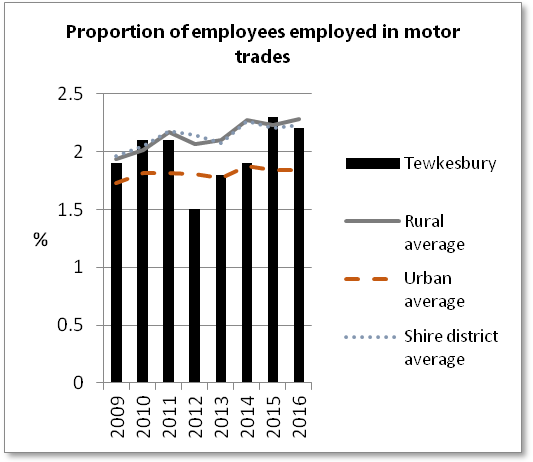 Proportion of employees employed in motor
trades
2.5
2
1.5
1
0.5
0
%
2009
2010
2011
2012
2013
2014
2015
2016
Tewkesbury
Rural
average
Urban
average
Shire district
average